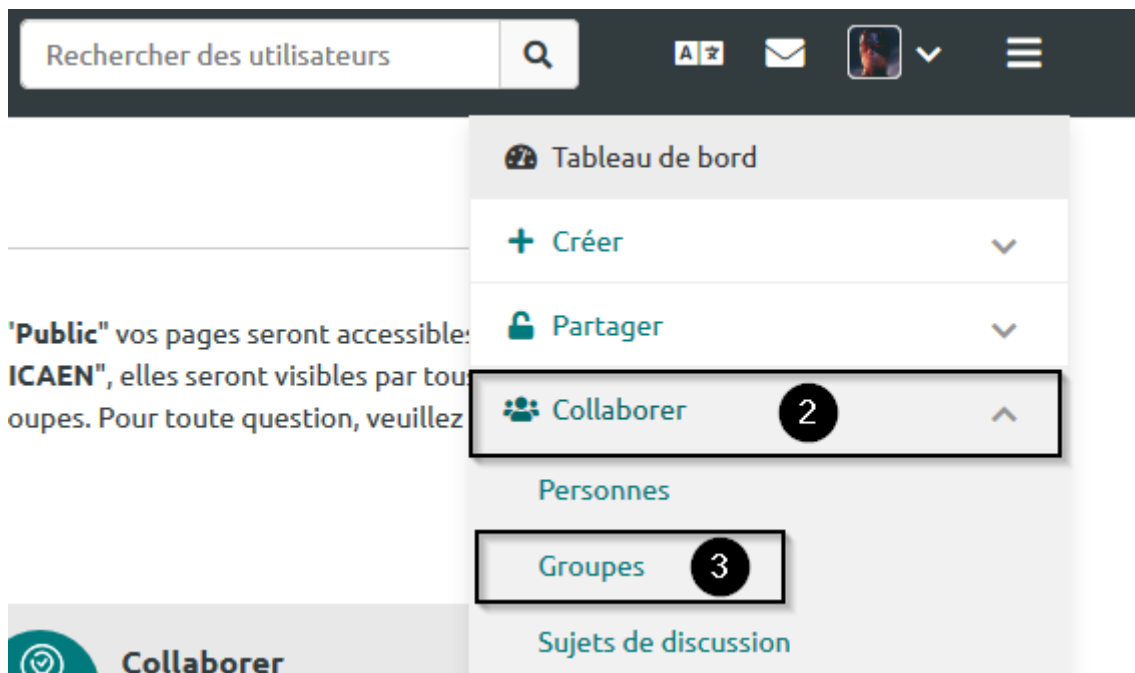 Rechercher des utilisateurs
Tableau de bord
Créer
"Public" vos pages seront accessibles
Partager
ICAEN", elles seront visibles par tous
Collaborer 2
oupes. Pour toute question, veuillez
Personnes
Groupes 3
Sujets de discussion
Collaborer